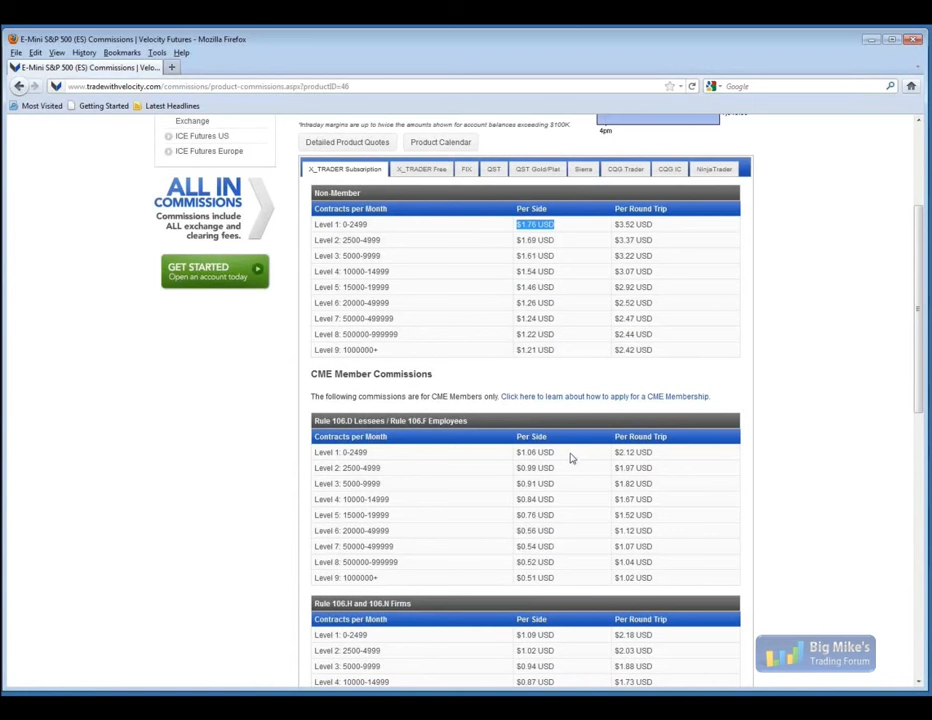 E-Mini S&P 500 (ES) Commissions | Velocity Futures - Mozilla Firefox
File Edit View History Bookmarks Tools Help
E-Mini S&P 500 (ES) Commissions | Velo... +
www.tradewithvelocity.com/commissions/product-commissions.aspx?productID=46 Google
Most Visited Getting Started Latest Headlines
Exchange
ICE Futures US
ICE Futures Europe
ALL IN
COMMISSIONS
Commissions include
ALL exchange and
clearing fees.
GET STARTED
Open an account today
4pm
*Intraday margins are up to twice the amounts shown for account balances exceeding $100K.
Detailed Product Quotes Product Calendar
X_TRADER Subscription X_TRADER Free FIX QST QST Gold/Plat Sierra CQG Trader CQG IC NinjaTrader
Non-Member
Contracts per Month Per Side Per Round Trip
Level 1: 0-2499 $1.76 USD $3.52 USD
Level 2: 2500-4999 $1.69 USD $3.37 USD
Level 3: 5000-9999 $1.61 USD $3.22 USD
Level 4: 10000-14999 $1.54 USD $3.07 USD
Level 5: 15000-19999 $1.46 USD $2.92 USD
Level 6: 20000-49999 $1.26 USD $2.52 USD
Level 7: 50000-499999 $1.24 USD $2.47 USD
Level 8: 500000-999999 $1.22 USD $2.44 USD
Level 9: 1000000+ $1.21 USD $2.42 USD
CME Member Commissions
The following commissions are for CME Members only. Click here to learn about how to apply for a CME Membership.
Rule 106.D Lessees / Rule 106.F Employees
Contracts per Month Per Side Per Round Trip
Level 1: 0-2499 $1.06 USD $2.12 USD
Level 2: 2500-4999 $0.99 USD $1.97 USD
Level 3: 5000-9999 $0.91 USD $1.82 USD
Level 4: 10000-14999 $0.84 USD $1.67 USD
Level 5: 15000-19999 $0.76 USD $1.52 USD
Level 6: 20000-49999 $0.56 USD $1.12 USD
Level 7: 50000-499999 $0.54 USD $1.07 USD
Level 8: 500000-999999 $0.52 USD $1.04 USD
Level 9: 1000000+ $0.51 USD $1.02 USD
Rule 106.H and 106.N Firms
Contracts per Month Per Side Per Round Trip
Level 1: 0-2499 $1.09 USD $2.18 USD
Level 2: 2500-4999 $1.02 USD $2.03 USD
Level 3: 5000-9999 $0.94 USD $1.88 USD
Level 4: 10000-14999 $0.87 USD $1.73 USD
Big Mike's
Trading Forum